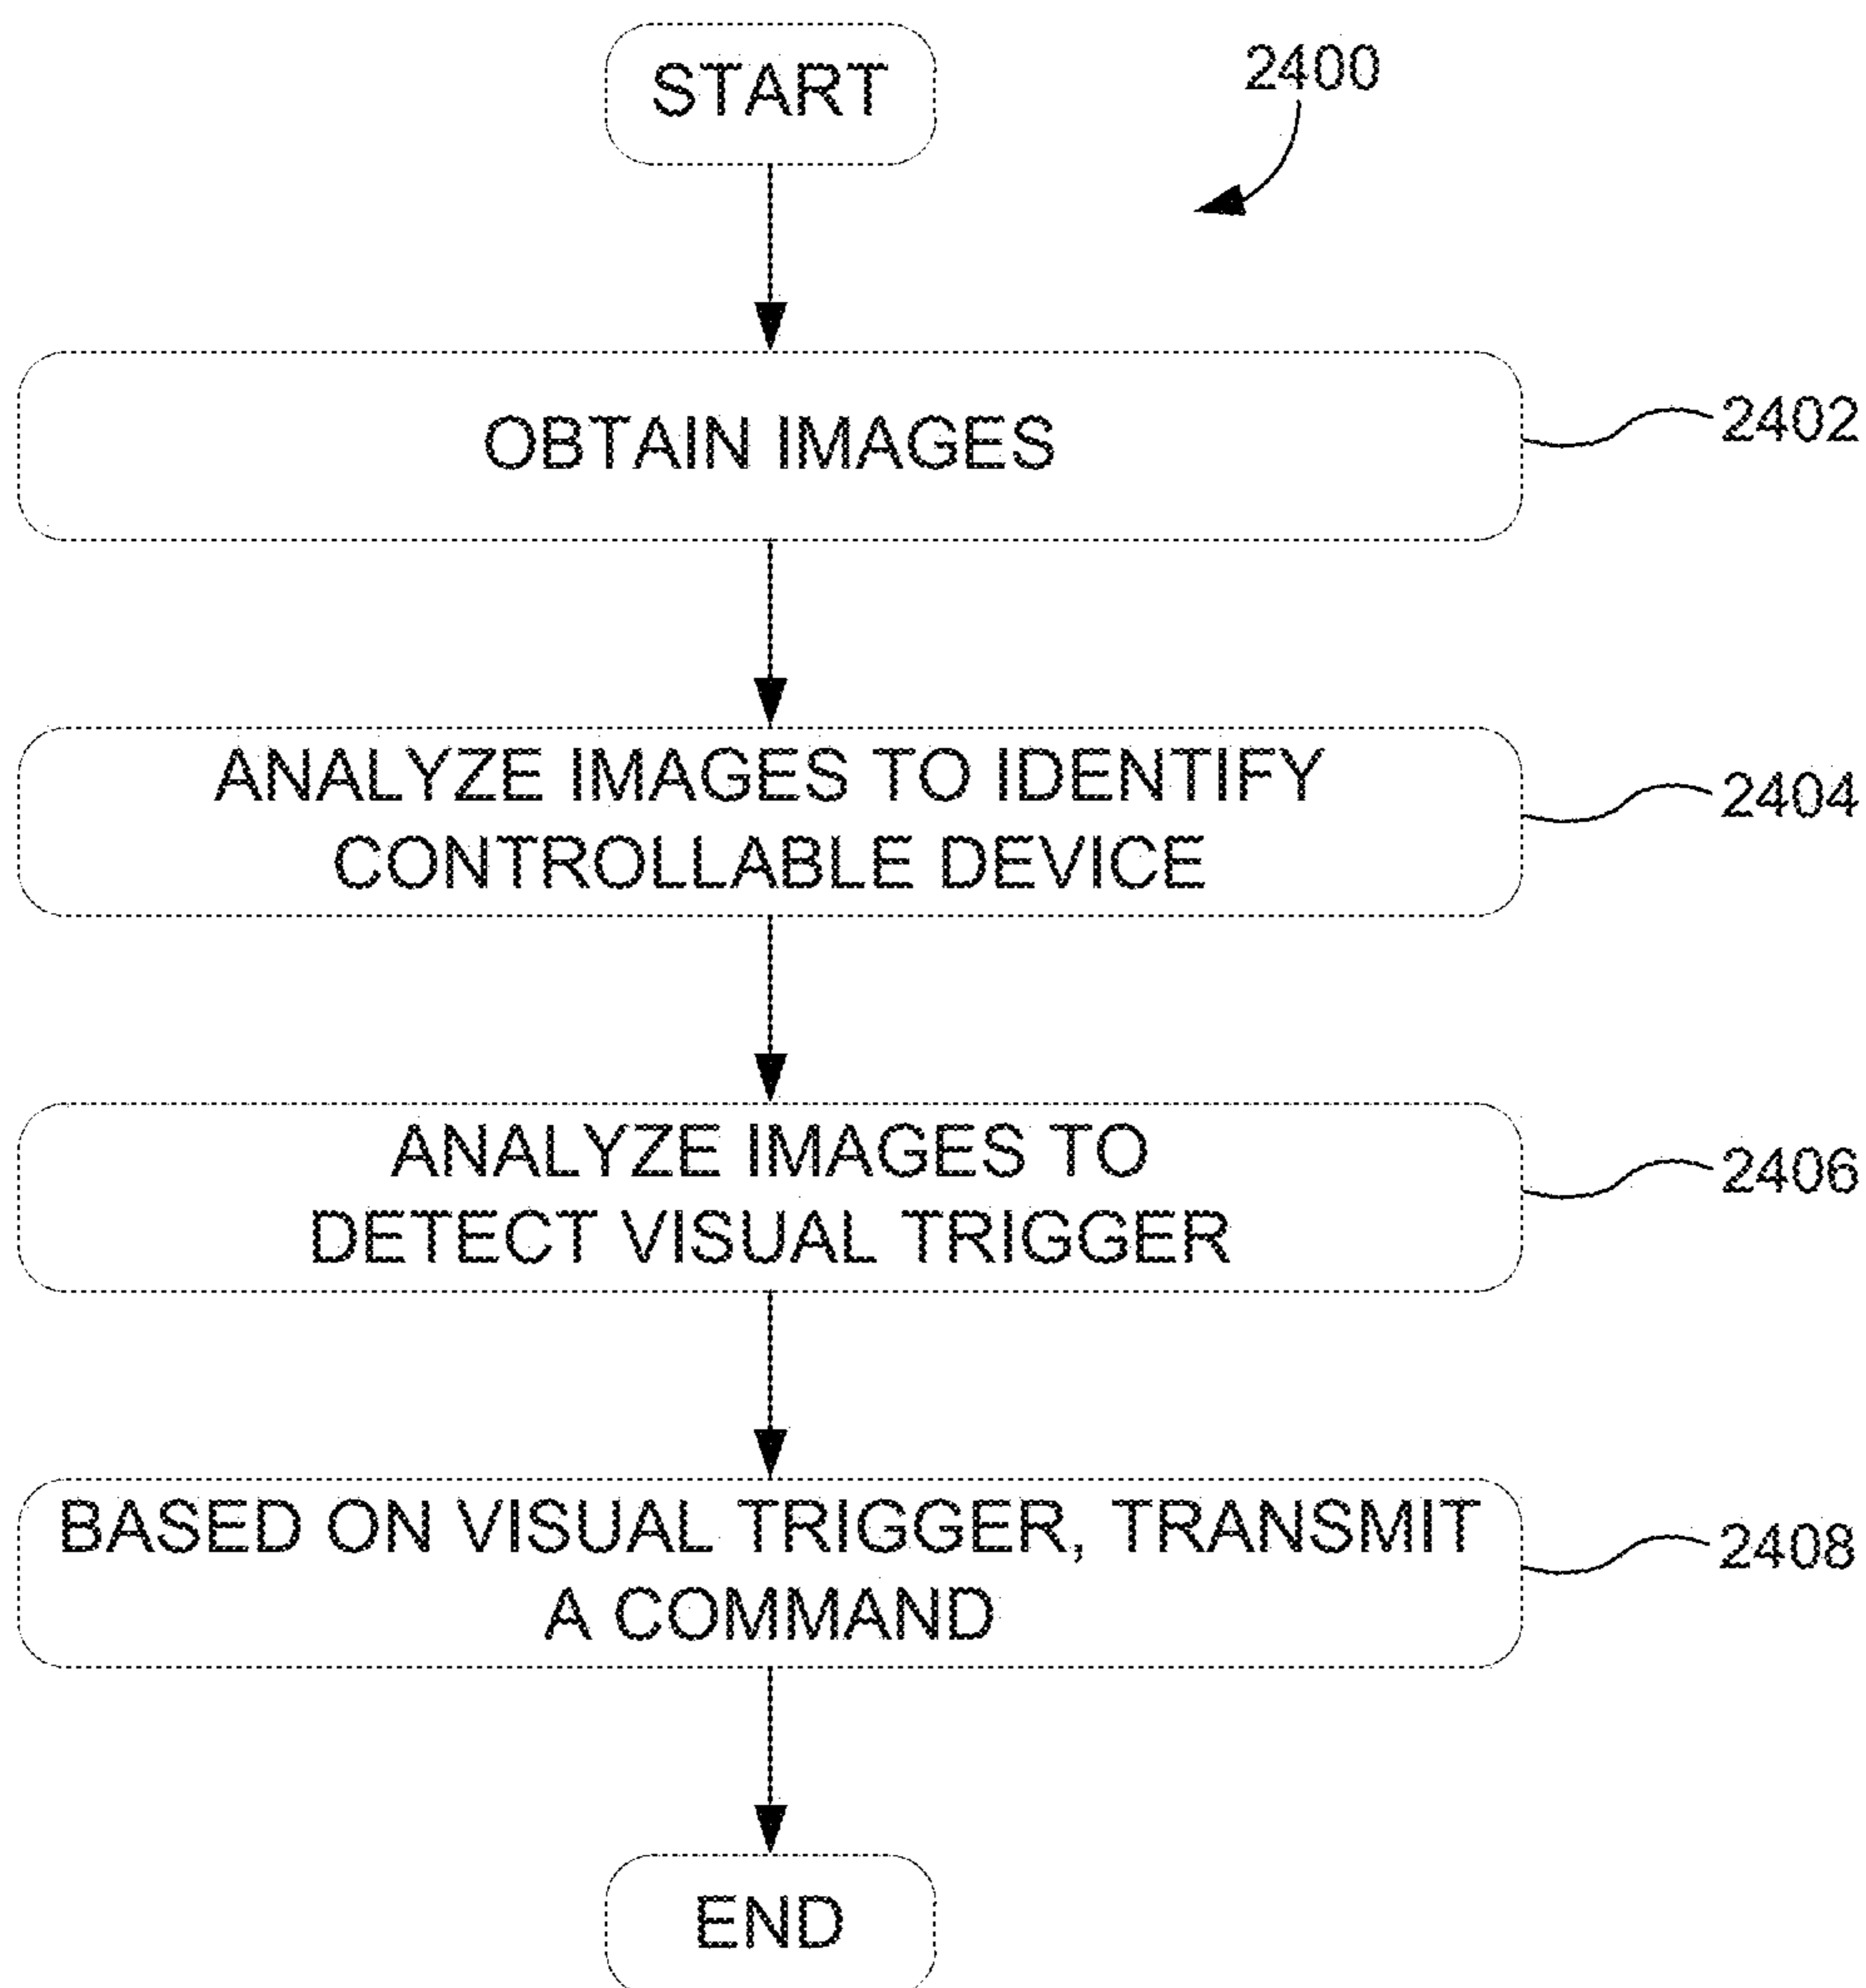 START
2400
OBTAIN IMAGES
2402
ANALYZE IMAGES TO IDENTIFY
CONTROLLABLE DEVICE
2404
ANALYZE IMAGES TO
DETECT VISUAL TRIGGER
2406
BASED ON VISUAL TRIGGER, TRANSMIT
A COMMAND
2408
END